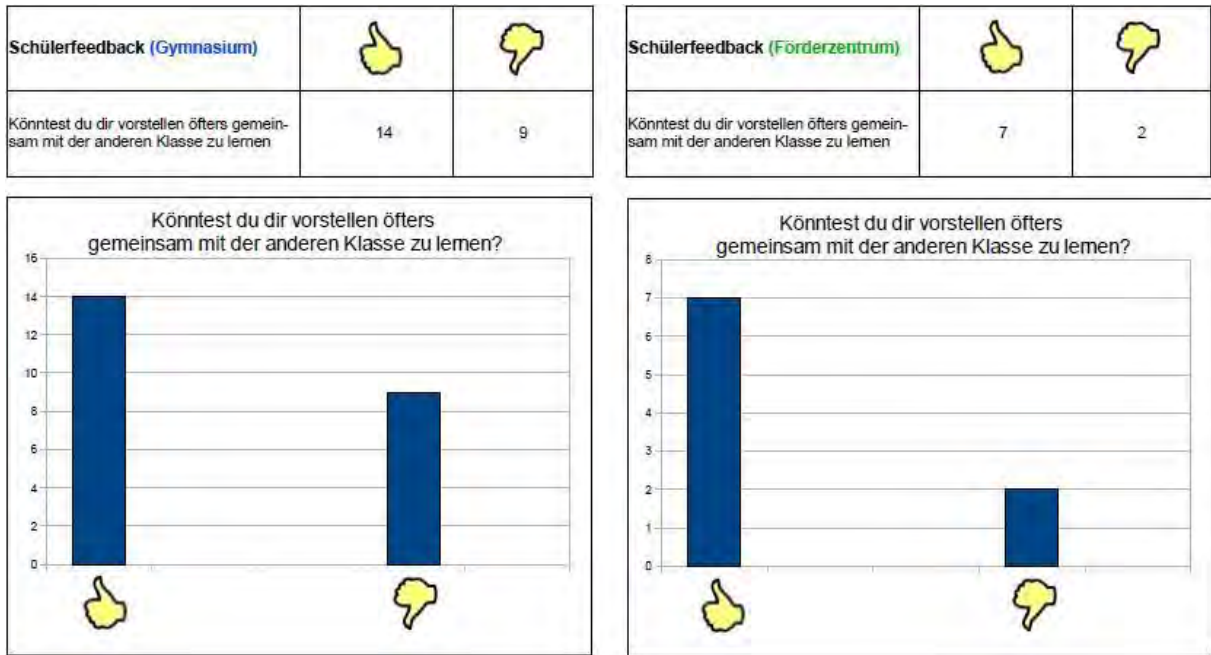 Schülerfeedback (Gymnasium)
Könntest du dir vorstellen öfters gemein-
sam mit der anderen Klasse zu lernen
14
9
Schülerfeedback (Förderzentrum)
Könntest du dir vorstellen öfters gemein-
sam mit der anderen Klasse zu lernen
7
2
Könntest du dir vorstellen öfters
gemeinsam mit der anderen Klasse zu lernen?
16
14
12
10
8
6
4
2
0
Könntest du dir vorstellen öfters
gemeinsam mit der anderen Klasse zu lernen?
8
7
6
5
4
3
2
1
0